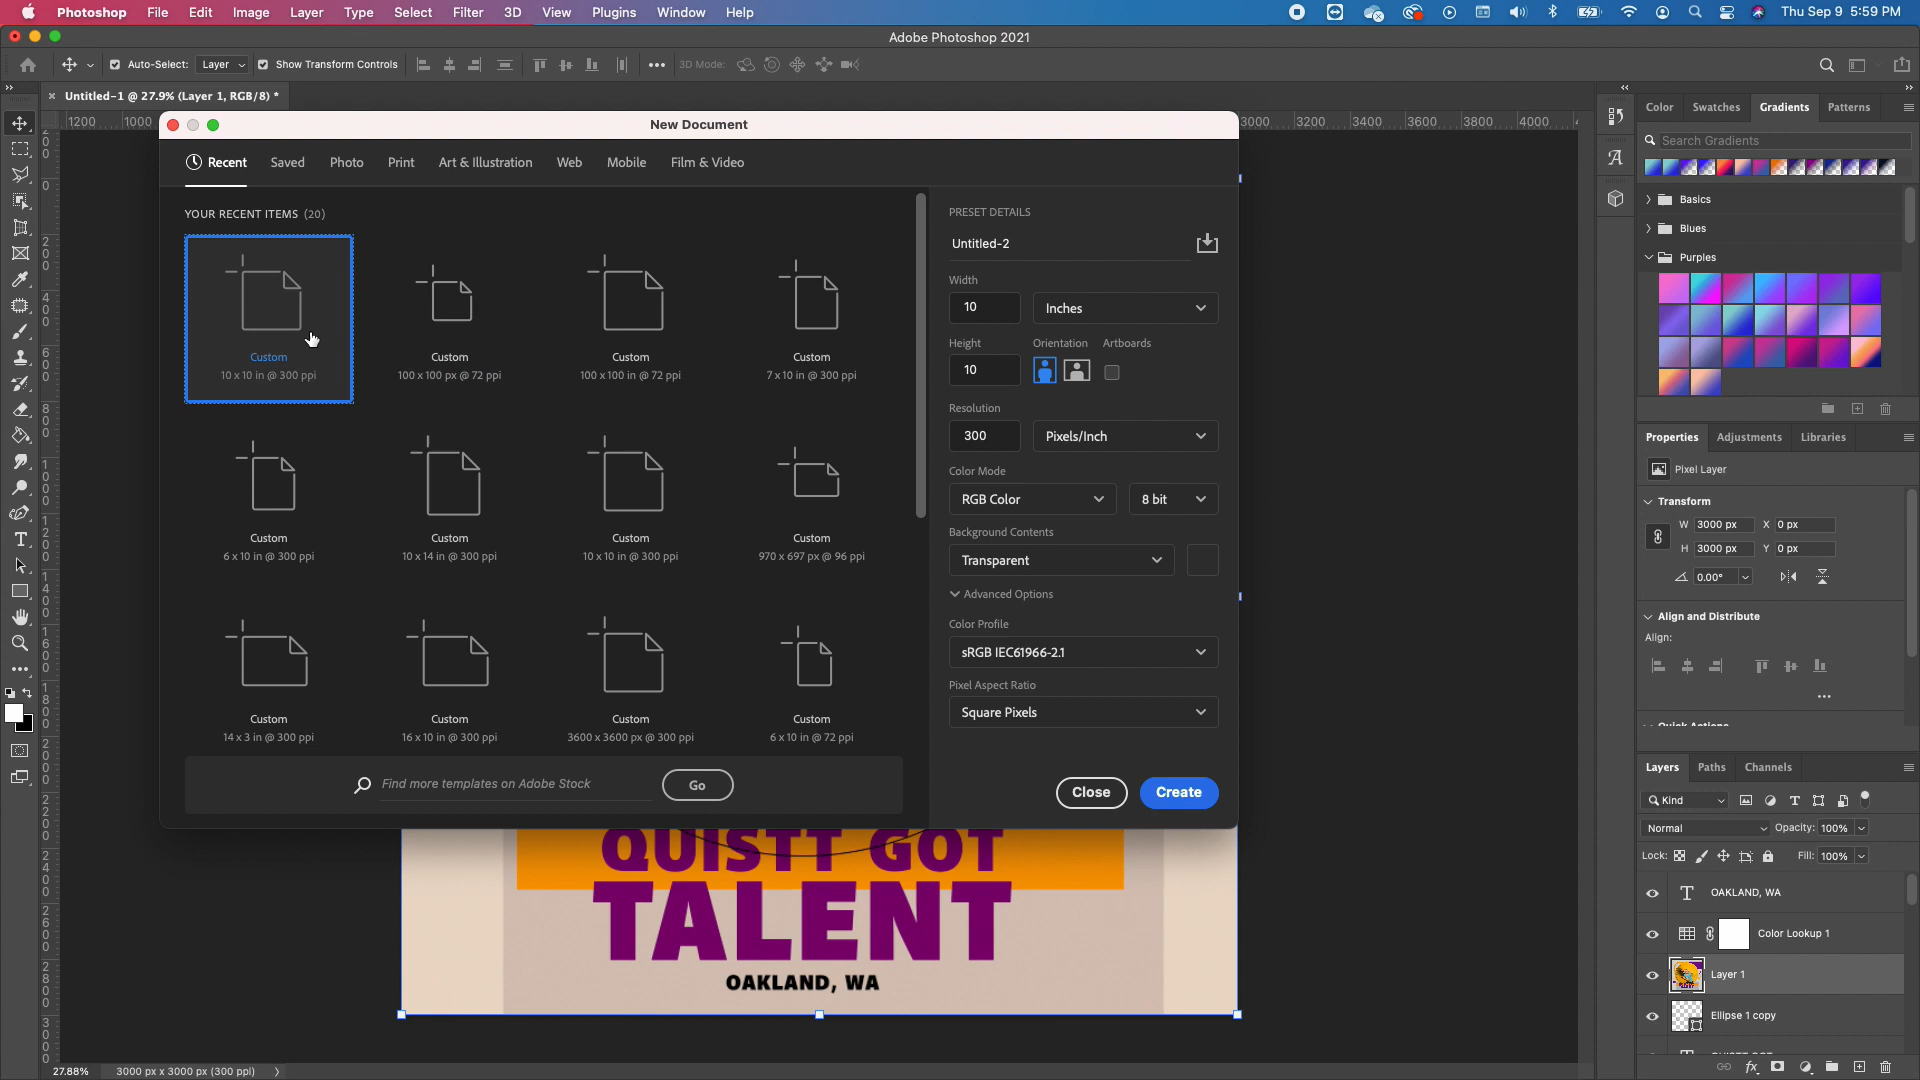 Photoshop File Edit Image Layer Type Select Filter 3D View Plugins Window Help Thu Sep 9 5:59 PM
Adobe Photoshop 2021
Auto-Select: Layer Show Transform Controls 3D Mode:
Untitled-1 @ 27.9% (Layer 1, RGB/8) *
1200 1000 3000 3200 3400 3600 3800 4000
New Document
Recent Saved Photo Print Art & Illustration Web Mobile Film & Video
YOUR RECENT ITEMS (20)
Custom
10 x 10 in @ 300 ppi
Custom
100 x 100 px @ 72 ppi
Custom
100 x 100 in @ 72 ppi
Custom
7 x 10 in @ 300 ppi
Custom
6 x 10 in @ 300 ppi
Custom
10 x 14 in @ 300 ppi
Custom
10 x 10 in @ 300 ppi
Custom
970 x 697 px @ 96 ppi
Custom
14 x 3 in @ 300 ppi
Custom
16 x 10 in @ 300 ppi
Custom
3600 x 3600 px @ 300 ppi
Custom
6 x 10 in @ 72 ppi
Find more templates on Adobe Stock Go
PRESET DETAILS
Untitled-2
Width
10 Inches
Height Orientation Artboards
10
Resolution
300 Pixels/Inch
Color Mode
RGB Color 8 bit
Background Contents
Transparent
Advanced Options
Color Profile
sRGB IEC61966-2.1
Pixel Aspect Ratio
Square Pixels
Close Create
QUISTT GOT
TALENT
OAKLAND, WA
27.88% 3000 px x 3000 px (300 ppi)
Color Swatches Gradients Patterns
Search Gradients
Basics
Blues
Purples
Properties Adjustments Libraries
Pixel Layer
Transform
W 3000 px X 0 px
H 3000 px Y 0 px
0.00°
Align and Distribute
Align:
Layers Paths Channels
Kind
Normal Opacity: 100%
Lock: Fill: 100%
OAKLAND, WA
Color Lookup 1
Layer 1
Ellipse 1 copy